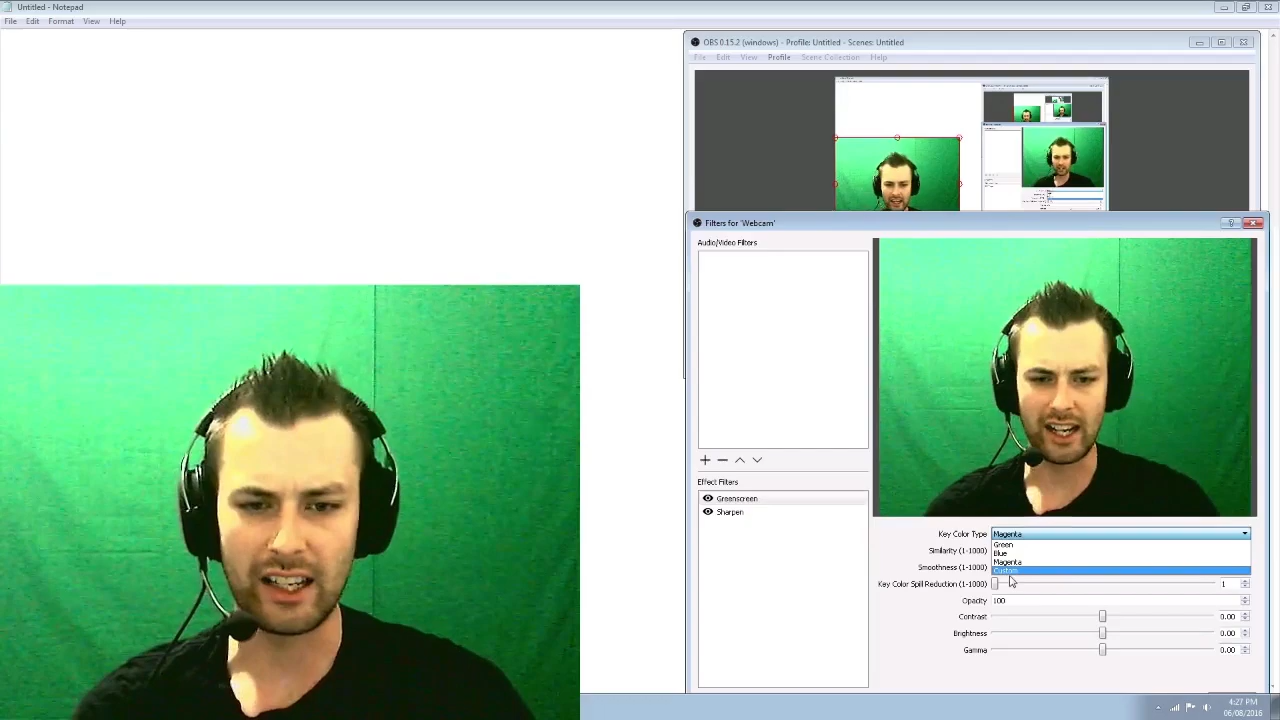 Untitled - Notepad
File Edit Format View Help
OBS 0.15.2 (windows) - Profile: Untitled - Scenes: Untitled
File Edit View Profile Scene Collection Help
Filters for 'Webcam'
Audio/Video Filters
Effect Filters
Greenscreen
Sharpen
Key Color Type Magenta
Green
Blue
Magenta
Custom
Similarity (1-1000)
Smoothness (1-1000)
Key Color Spill Reduction (1-1000) 1
Opacity 100
Contrast 0.00
Brightness 0.00
Gamma 0.00
4:27 PM
06/08/2016